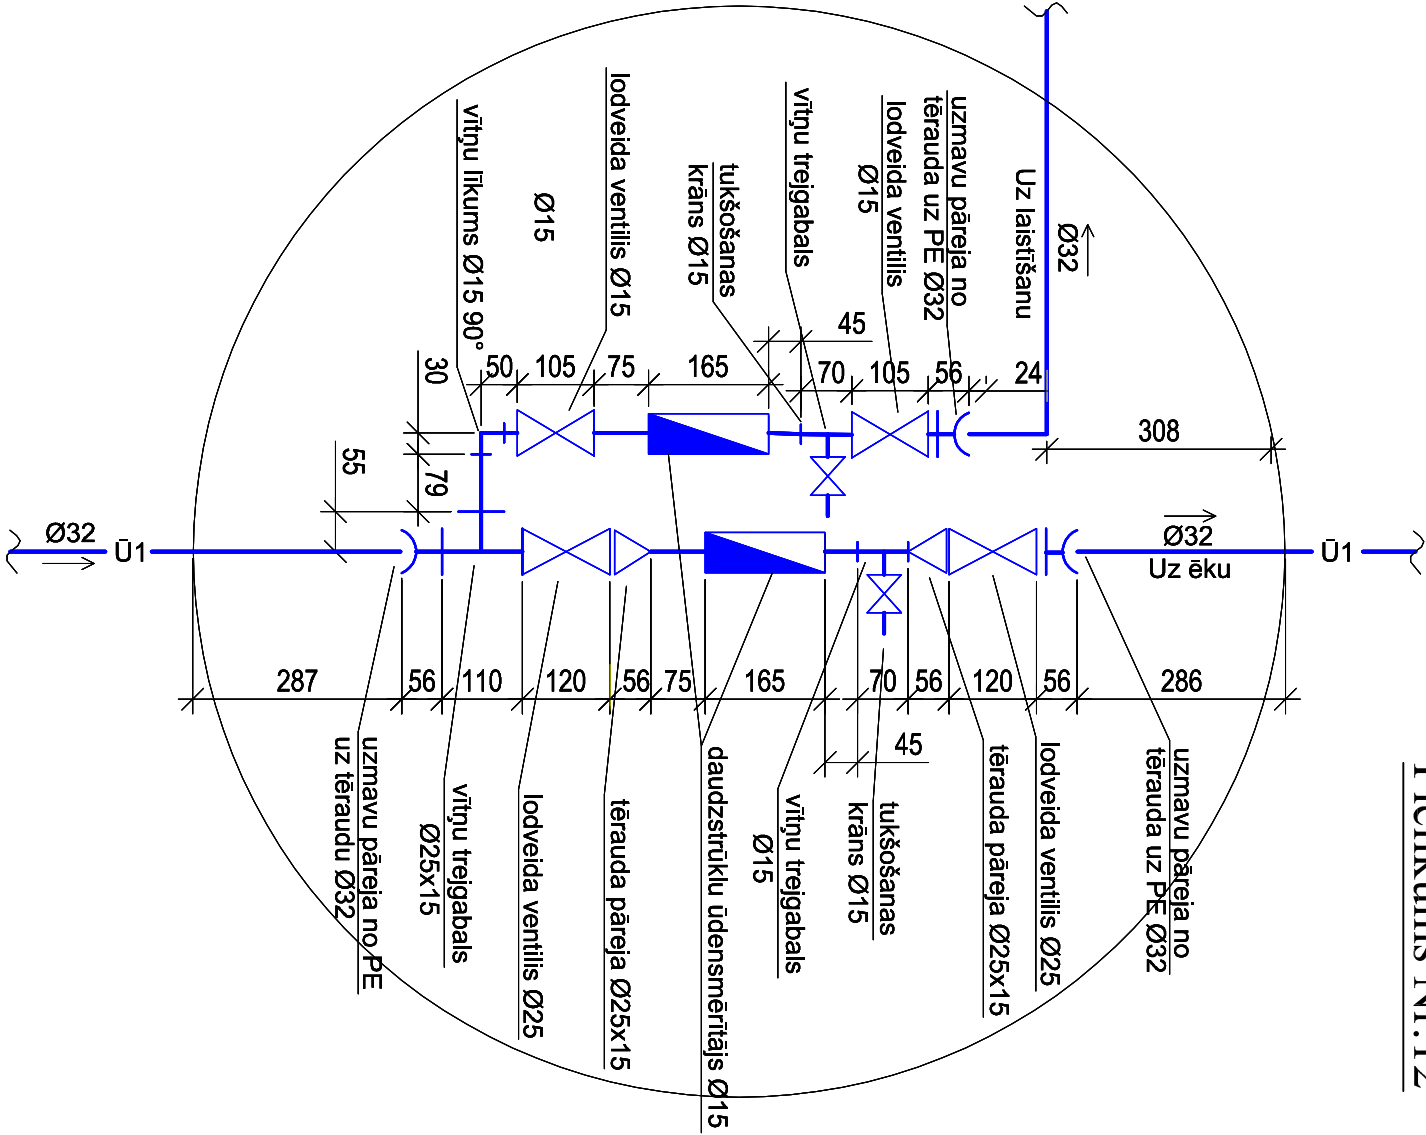 vītņu līkums Ø15 90°
Ø15
lodveida ventilis Ø15
tukšošanas
krāns Ø15
vītņu trejgabals
lodveida ventilis
Ø15
uzmavu pāreja no
tērauda uz PE Ø32
Uz laistīšanu
Ø32
45
30
50
105
75
165
70
105
56
24
308
55
79
Ø32
Ū1
Ø32
Uz ēku
Ū1
287
56
110
120
56
75
165
70
56
120
56
286
45
uzmavu pāreja no PE
uz tēraudu Ø32
vītņu trejgabals
Ø25x15
lodveida ventilis Ø25
tērauda pāreja Ø25x15
daudzstrūklu ūdensmērītājs Ø15
vītņu trejgabals
Ø15
tukšošanas
krāns Ø15
tērauda pāreja Ø25x15
lodveida ventilis Ø25
uzmavu pāreja no
tērauda uz PE Ø32
Nr.12